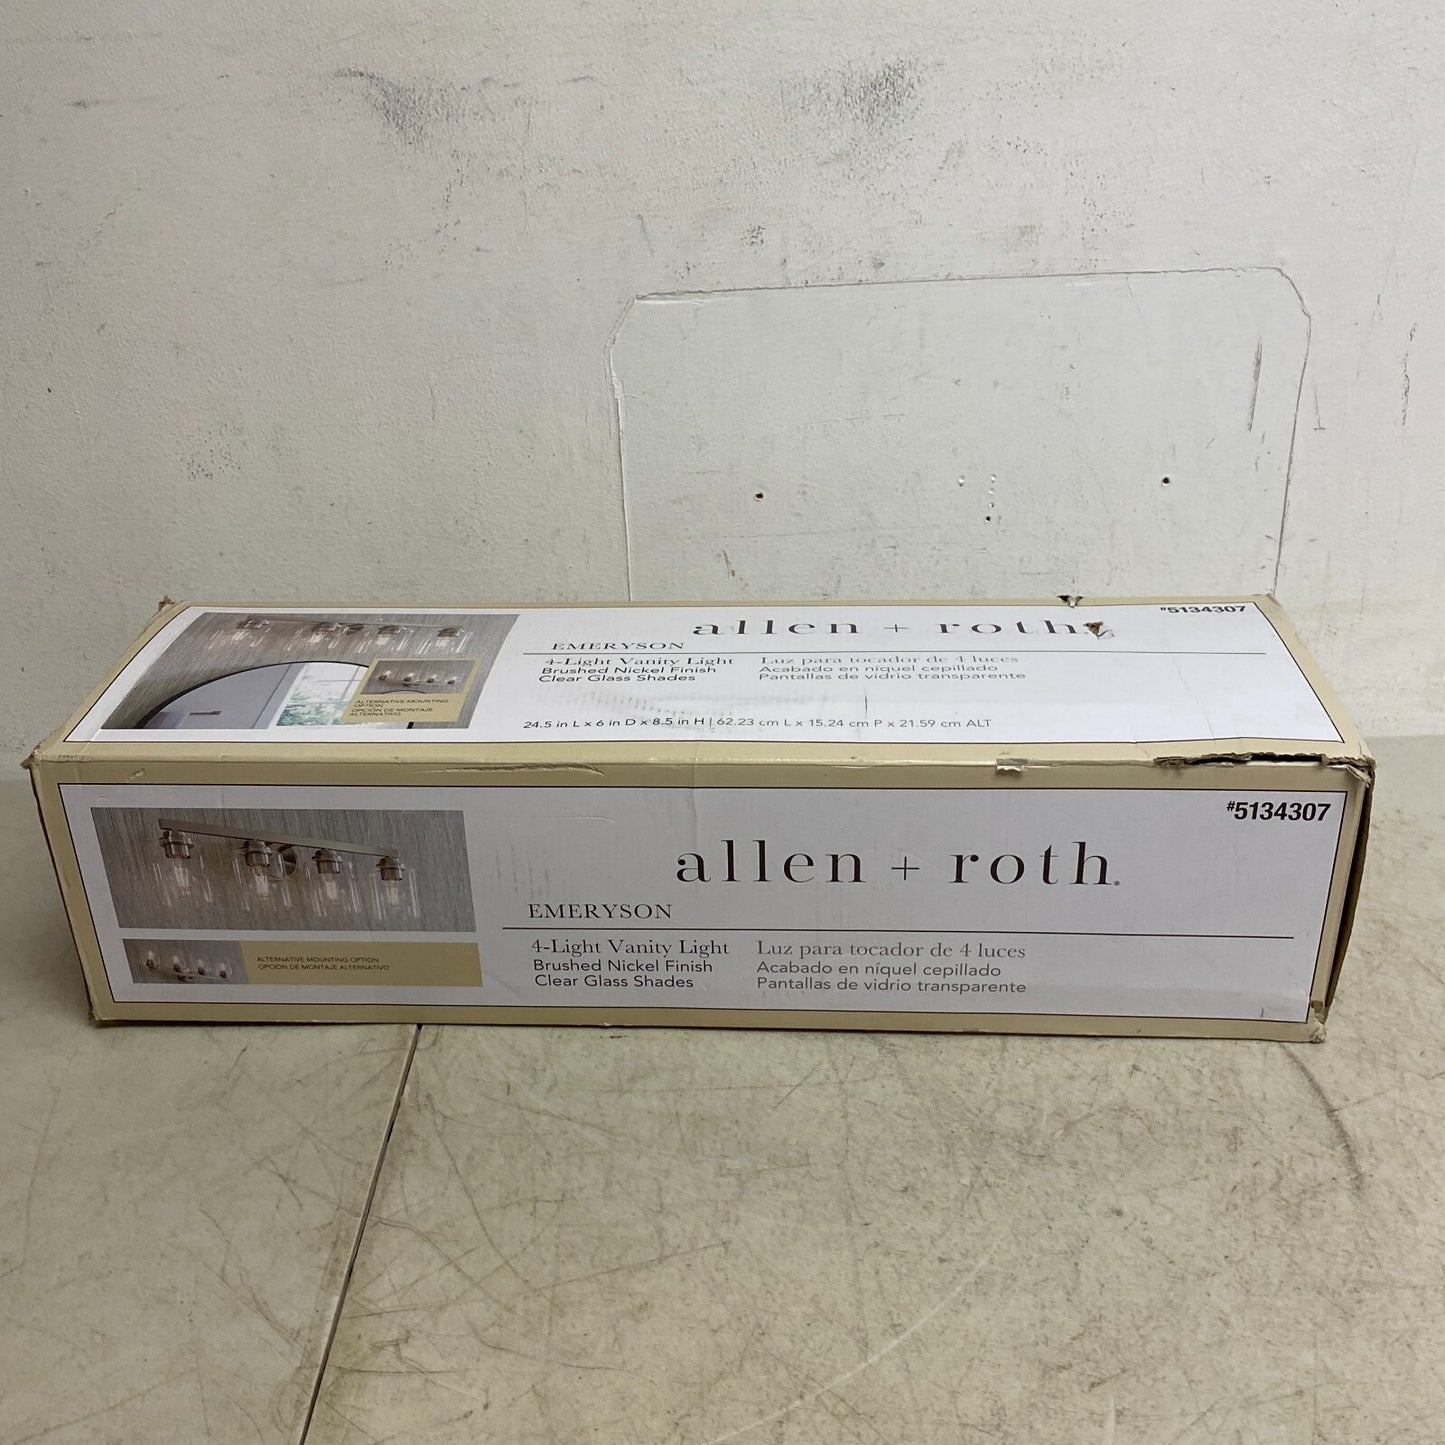 #5134307
allen + roth
EMERYSON
4-Light Vanity Light
Brushed Nickel Finish
Clear Glass Shades
Luz para tocador de 4 luces
Acabado en níquel cepillado
Pantallas de vidrio transparente
ALTERNATIVE MOUNTING
OPTION
OPCIÓN DE MONTAJE
ALTERNATIVO
24.5 in L x 6 in D x 8.5 in H | 62.23 cm L x 15.24 cm P x 21.59 cm ALT
#5134307
allen + roth.
EMERYSON
4-Light Vanity Light
Brushed Nickel Finish
Clear Glass Shades
Luz para tocador de 4 luces
Acabado en níquel cepillado
Pantallas de vidrio transparente
ALTERNATIVE MOUNTING OPTION
OPCIÓN DE MONTAJE ALTERNATIVO